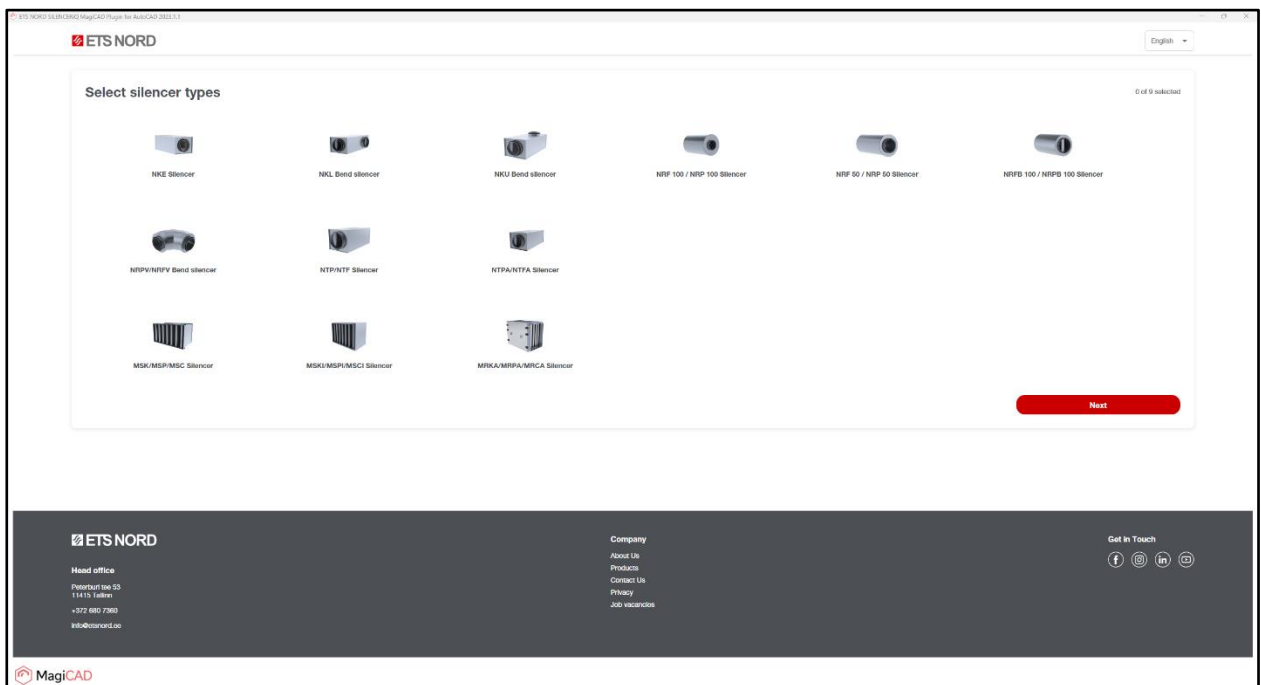 ETS NORD SILENCENQ MagiCAD Plugin for AutoCAD 2023.1.1
ETS NORD
English
Select silencer types
0 of 9 selected
NKE Silencer
NKL Bend silencer
NKU Bend silencer
NRF 100 / NRP 100 Silencer
NRF 50 / NRP 50 Silencer
NRFB 100 / NRPB 100 Silencer
NRPV/NRFV Bend silencer
NTP/NTF Silencer
NTPA/NTFA Silencer
MSK/MSP/MSC Silencer
MSKI/MSPI/MSCI Silencer
MRKA/MRPA/MRCA Silencer
Next
ETS NORD
Head office
Peterburi tee 53
11415 Tallinn
+372 680 7360
info@etsnord.ee
Company
About Us
Products
Contact Us
Privacy
Job vacancies
Get in Touch
MagiCAD